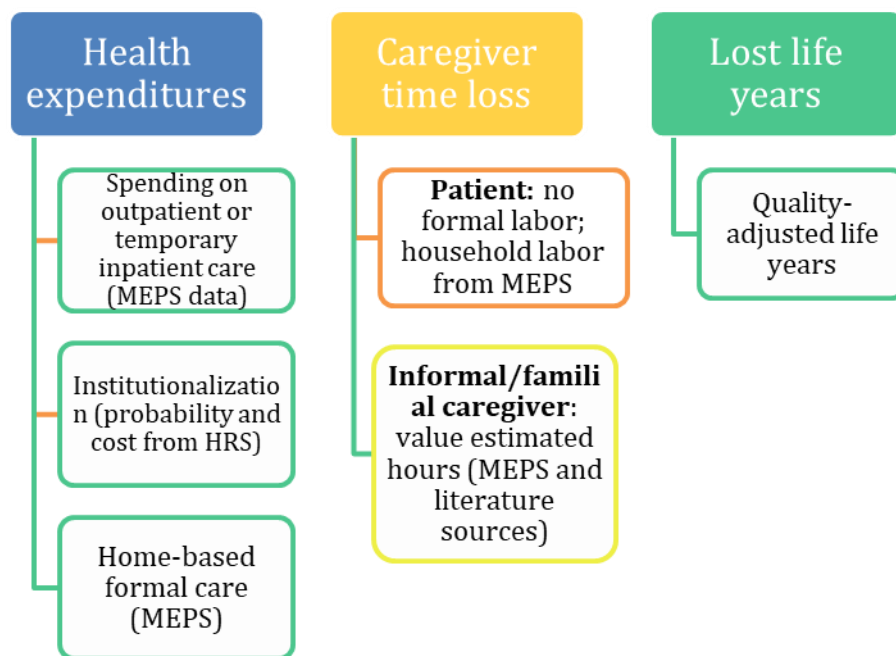 Health
expenditures
Spending on
outpatient or
temporary
inpatient care
(MEPS data)
Institutionalizatio
n (probability and
cost from HRS)
Home-based
formal care
(MEPS)
Caregiver
time loss
Patient: no
formal labor;
household labor
from MEPS
Informal/famili
al caregiver:
value estimated
hours (MEPS and
literature
sources)
Lost life
years
Quality-
adjusted life
years